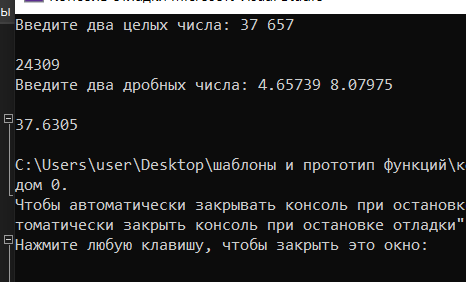 ы
Введите два целых числа: 37 657
24309
Введите два дробных числа: 4.65739 8.07975
37.6305
C:\Users\user\Desktop\шаблоны и прототип функций\к
дом 0.
Чтобы автоматически закрывать консоль при остановк
томатически закрыть консоль при остановке отладки"
Нажмите любую клавишу, чтобы закрыть это окно: